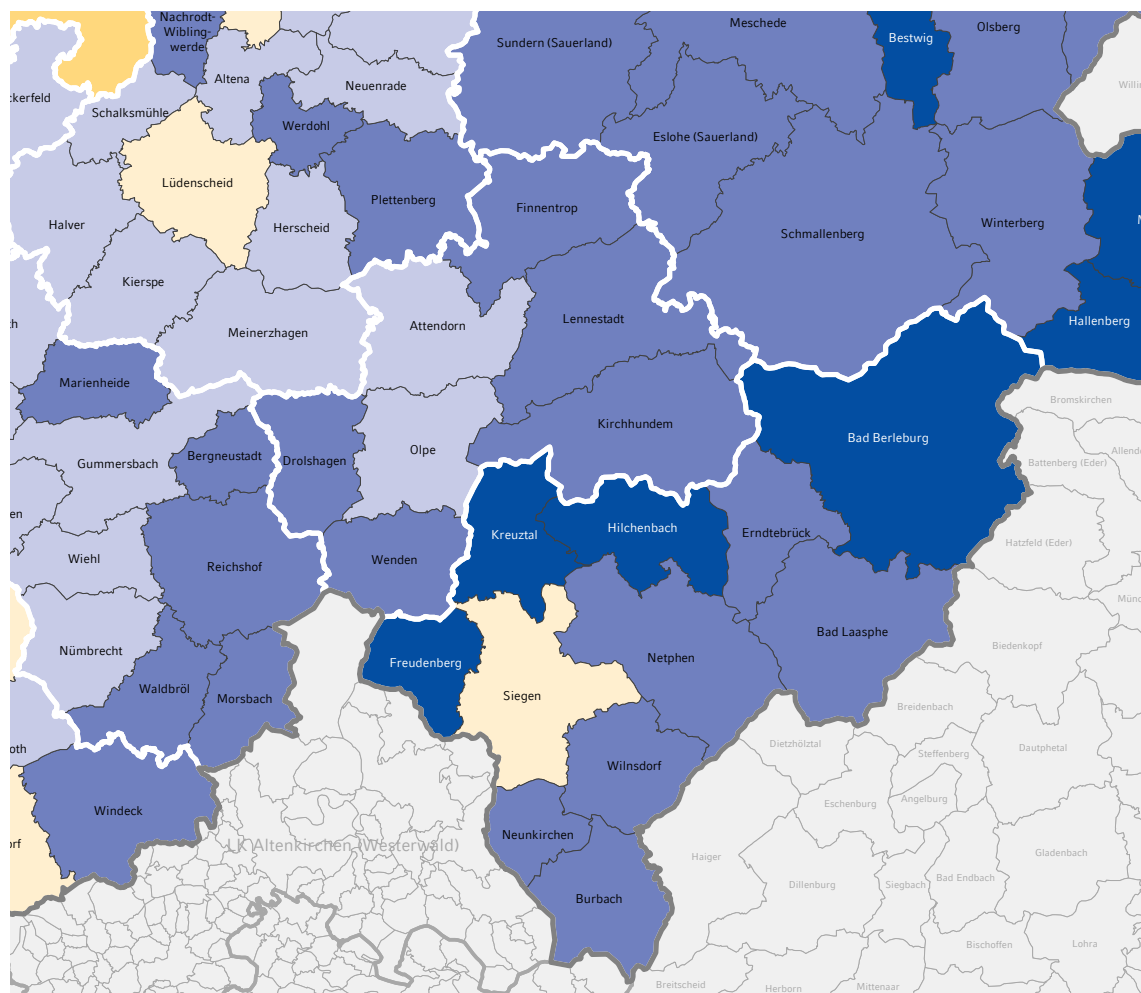 Nachrodt-
Wibling-
werde
Sundern (Sauerland)
Meschede
Bestwig
Olsberg
Altena
Neuenrade
ckerfeld
Schalksmühle
Werdohl
Eslohe (Sauerland)
Lüdenscheid
Plettenberg
Finnentrop
Halver
Herscheid
Schmallenberg
Winterberg
Kierspe
Meinerzhagen
Attendorn
Lennestadt
Hallenberg
Marienheide
Bromskirchen
Kirchhundem
Bad Berleburg
Olpe
Gummersbach
Bergneustadt
Drolshagen
Battenberg (Eder)
Kreuztal
Hilchenbach
Erndtebrück
Hatzfeld (Eder)
Wiehl
Reichshof
Wenden
Nümbrecht
Freudenberg
Netphen
Bad Laasphe
Biedenkopf
Waldbröl
Morsbach
Siegen
Breidenbach
Dietzhölztal
Steffenberg
Dautphetal
Wilnsdorf
Windeck
Eschenburg
Angelburg
Neunkirchen
LK Altenkirchen (Westerwald)
Haiger
Gladenbach
Dillenburg
Siegbach
Bad Endbach
Burbach
Bischoffen
Lohra
Breitscheid
Herborn
Mittenaar